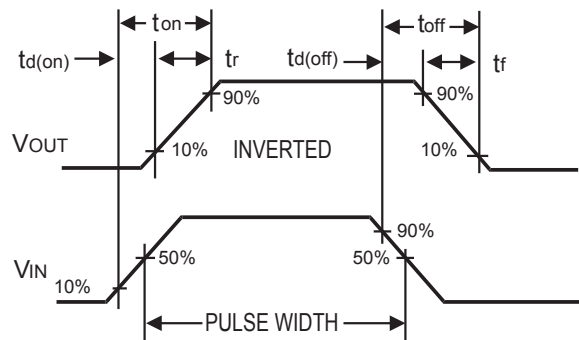 ton toff
td(on) tr td(off) tf
90% 90%
VOUT 10% INVERTED 10%
90%
50% 50%
VIN 10%
PULSE WIDTH